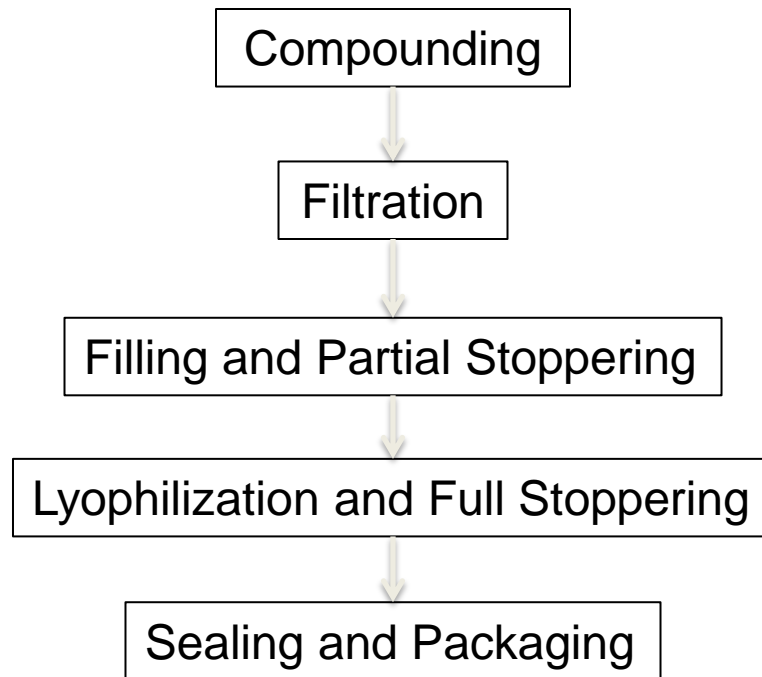 Compounding
Filtration
Filling and Partial Stoppering
Lyophilization and Full Stoppering
Sealing and Packaging